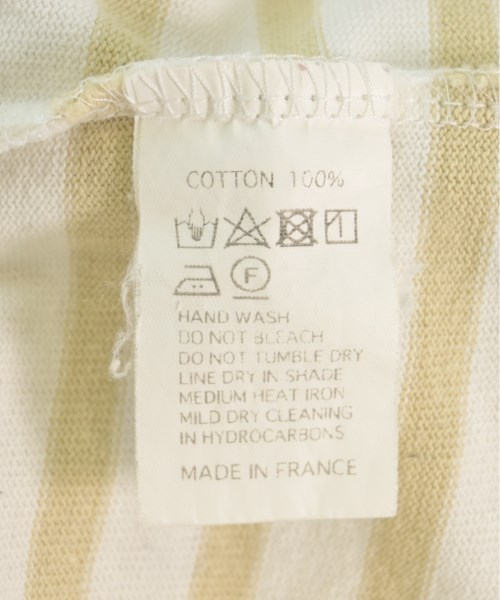 COTTON 100%
F
HAND WASH
DO NOT BLEACH
DO NOT TUMBLE DRY
LINE DRY IN SHADE
MEDIUM HEAT IRON
MILD DRY CLEANING
IN HYDROCARBONS
MADE IN FRANCE